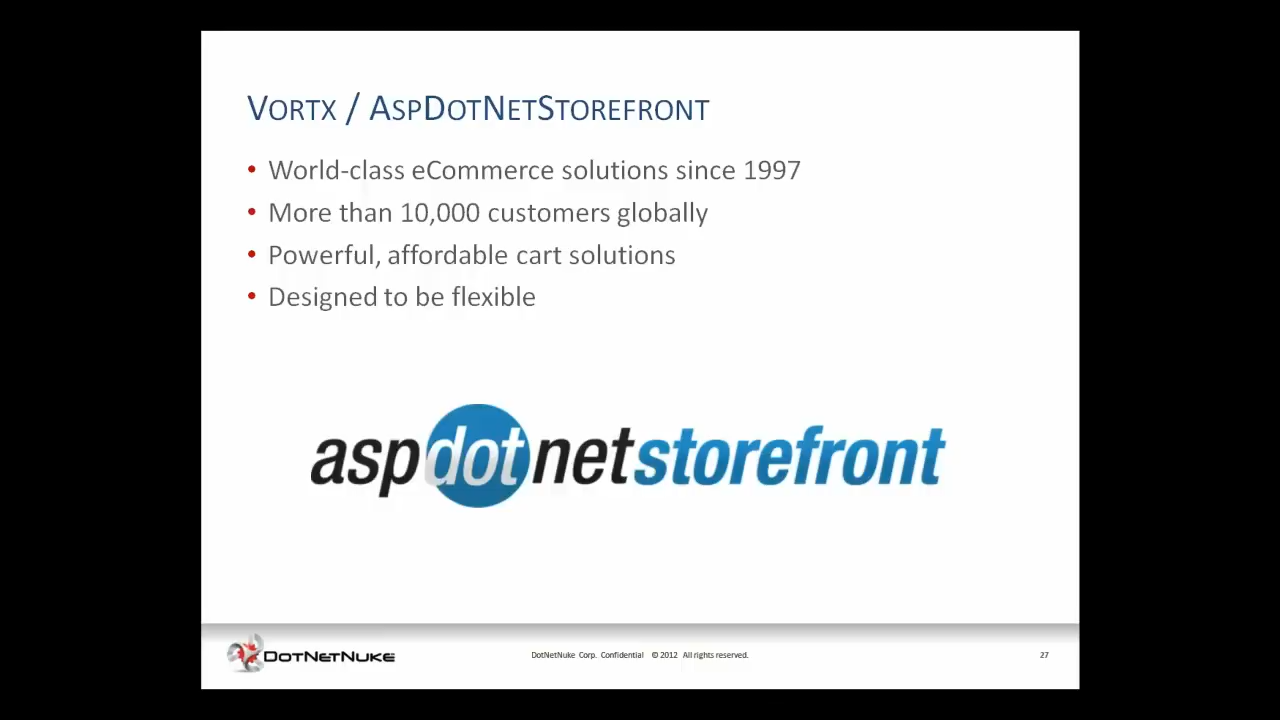 Vortx / AspDotNetStorefront
• World-class eCommerce solutions since 1997
• More than 10,000 customers globally
• Powerful, affordable cart solutions
• Designed to be flexible
aspdotnetstorefront
DotNetNuke
DotNetNuke Corp. Confidential © 2012 All rights reserved.
27